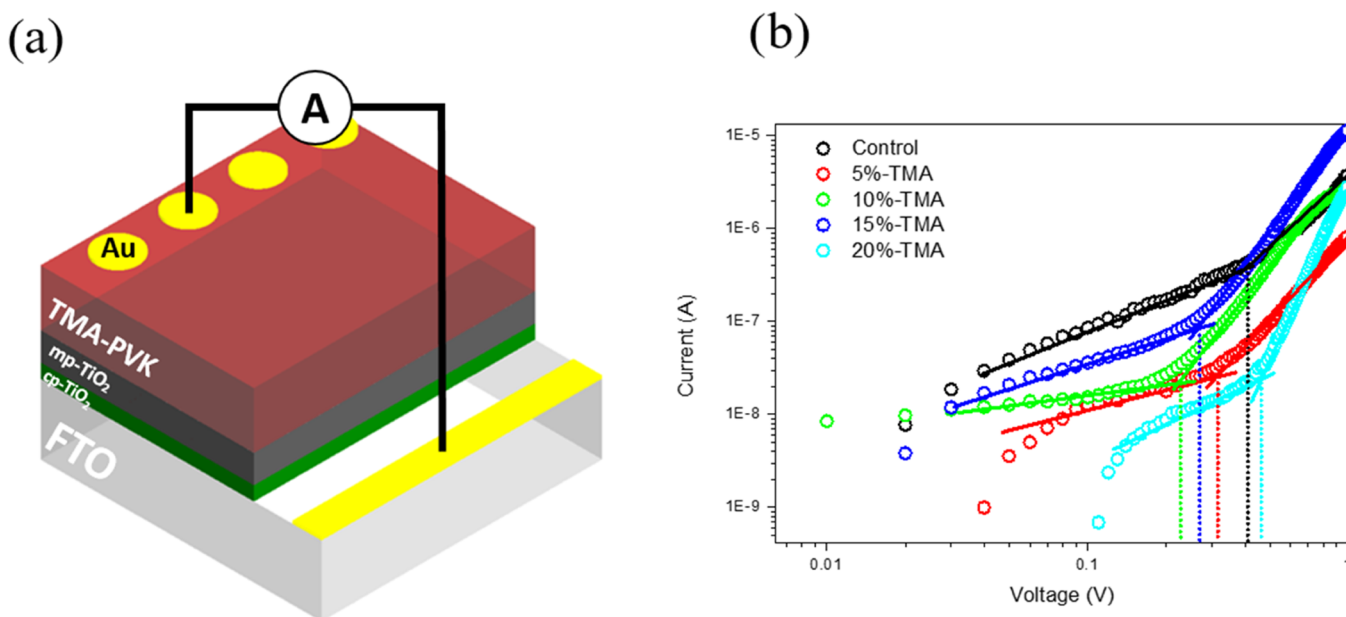 (a)
A
Au
TMA-PVK
mp-TiO₂
cp-TiO₂
FTO
(b)
Control
5%-TMA
10%-TMA
15%-TMA
20%-TMA
1E-5
1E-6
1E-7
1E-8
1E-9
Current (A)
0.01
0.1
1
Voltage (V)